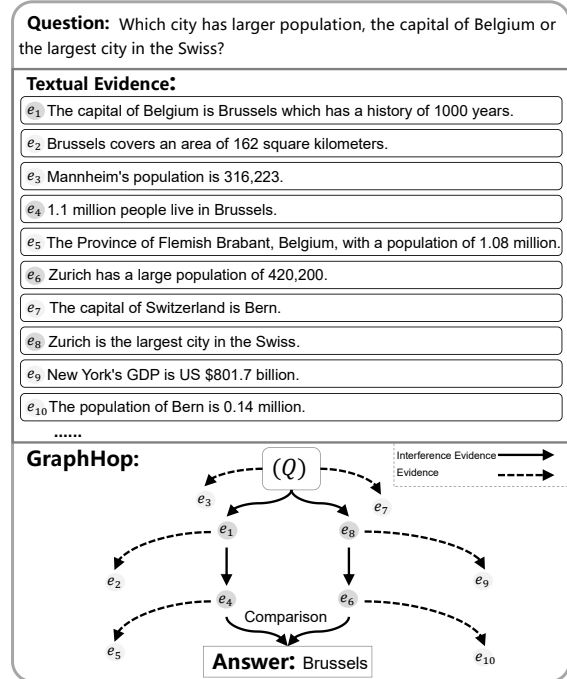 Question: Which city has larger population, the capital of Belgium or
the largest city in the Swiss?
Textual Evidence:
e1 The capital of Belgium is Brussels which has a history of 1000 years.
e2 Brussels covers an area of 162 square kilometers.
e3 Mannheim's population is 316,223.
e4 1.1 million people live in Brussels.
e5 The Province of Flemish Brabant, Belgium, with a population of 1.08 million.
e6 Zurich has a large population of 420,200.
e7 The capital of Switzerland is Bern.
e8 Zurich is the largest city in the Swiss.
e9 New York's GDP is US $801.7 billion.
e10 The population of Bern is 0.14 million.
......
GraphHop:
(Q)
Interference Evidence
Evidence
e3
e7
e1
e8
e2
e9
e4
e6
Comparison
e5
e10
Answer: Brussels